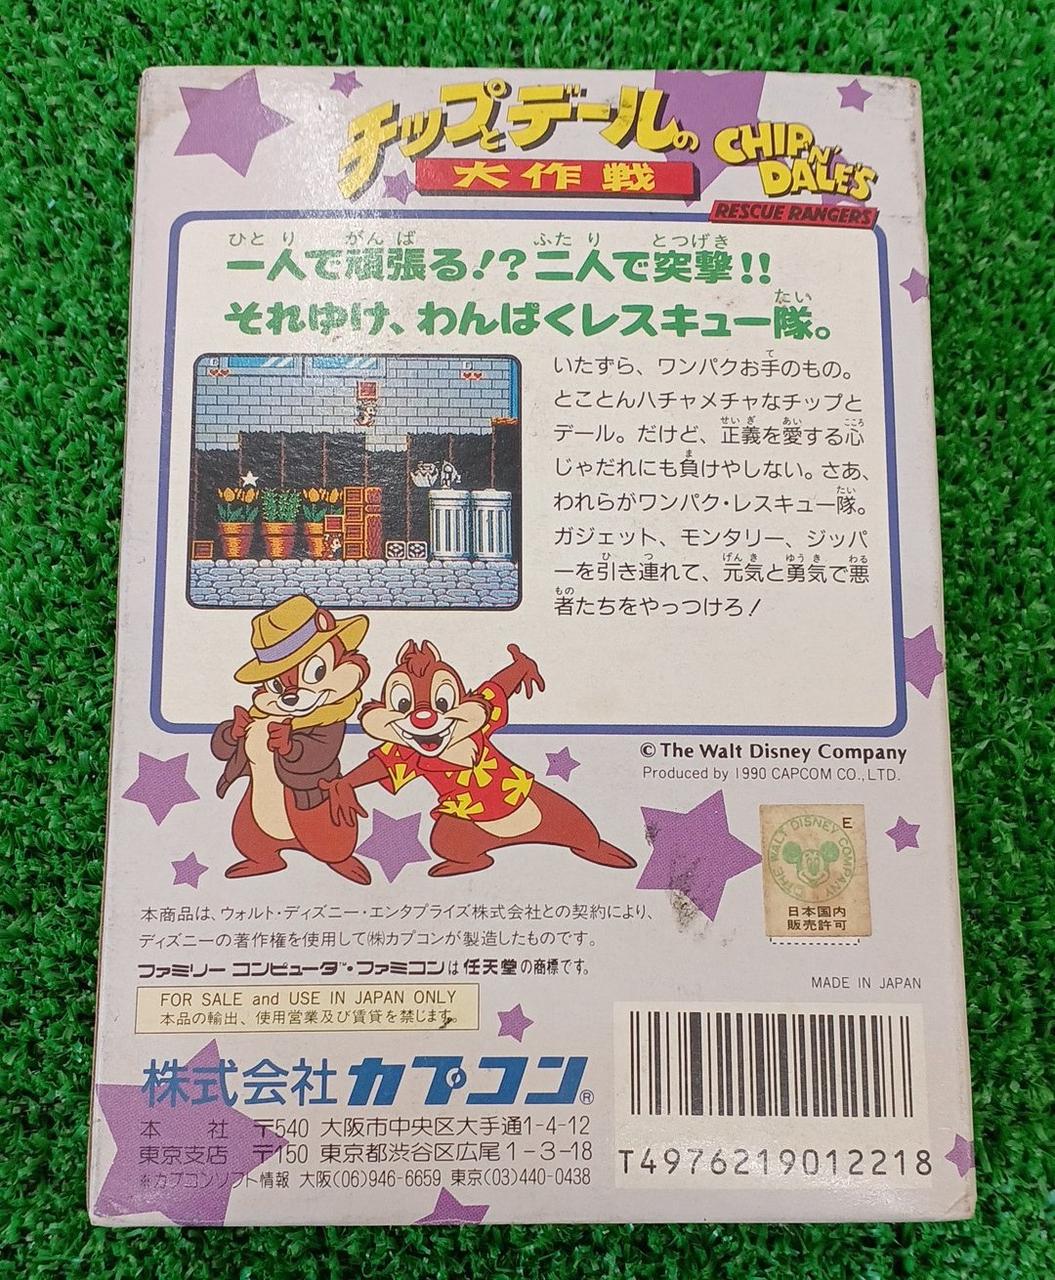 チップとデールの
大作戦
CHIP 'N' DALE'S
RESCUE RANGERS
一人で頑張る!?二人で突撃!!
それゆけ、わんぱくレスキュー隊。
いたずら、ワンパクお手のもの。
とことんハチャメチャなチップと
デール。だけど、正義を愛する心
じゃだれにも負けやしない。さあ、
われらがワンパク・レスキュー隊。
ガジェット、モンタリー、ジッパ
ーを引き連れて、元気と勇気で悪
者たちをやっつけろ!
© The Walt Disney Company
Produced by 1990 CAPCOM CO., LTD.
E
THE WALT DISNEY COMPANY
日本国内
販売許可
本商品は、ウォルト・ディズニー・エンタプライズ株式会社との契約により、
ディズニーの著作権を使用して㈱カプコンが製造したものです。
ファミリーコンピュータ™・ファミコンは任天堂の商標です。
MADE IN JAPAN
FOR SALE and USE IN JAPAN ONLY
本品の輸出、使用営業及び賃貸を禁じます。
株式会社カプコン®
本　社 〒540 大阪市中央区大手通1-4-12
東京支店 〒150 東京都渋谷区広尾1-3-18
※カプコンソフト情報 大阪(06)946-6659 東京(03)440-0438
T4976219012218